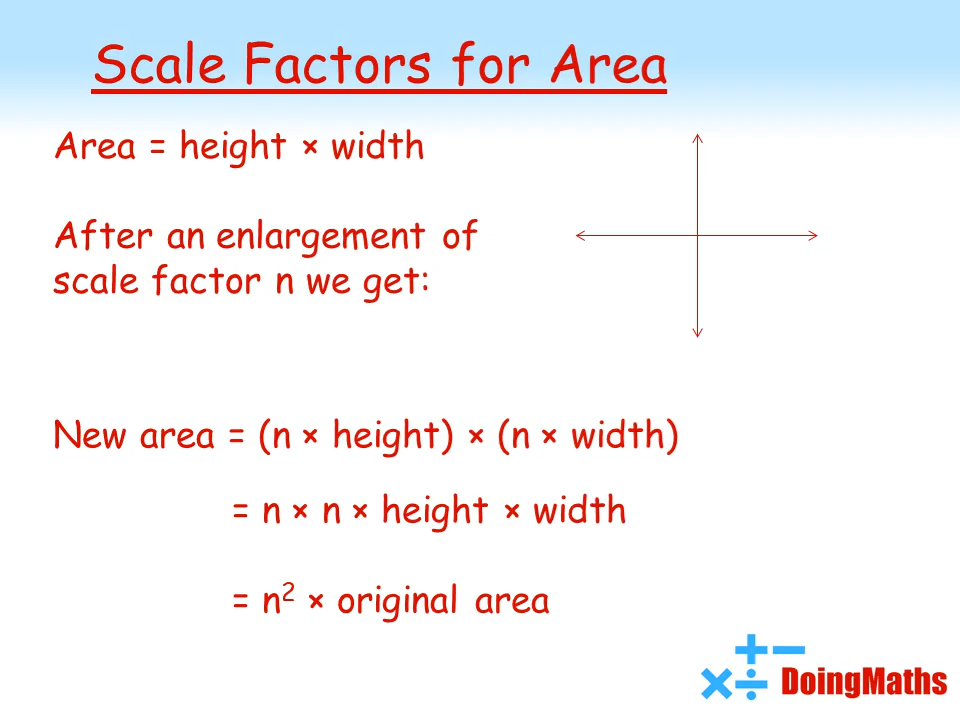 Scale Factors for Area
Area = height × width
After an enlargement of
scale factor n we get:
New area = (n × height) × (n × width)
= n × n × height × width
= n² × original area
DoingMaths